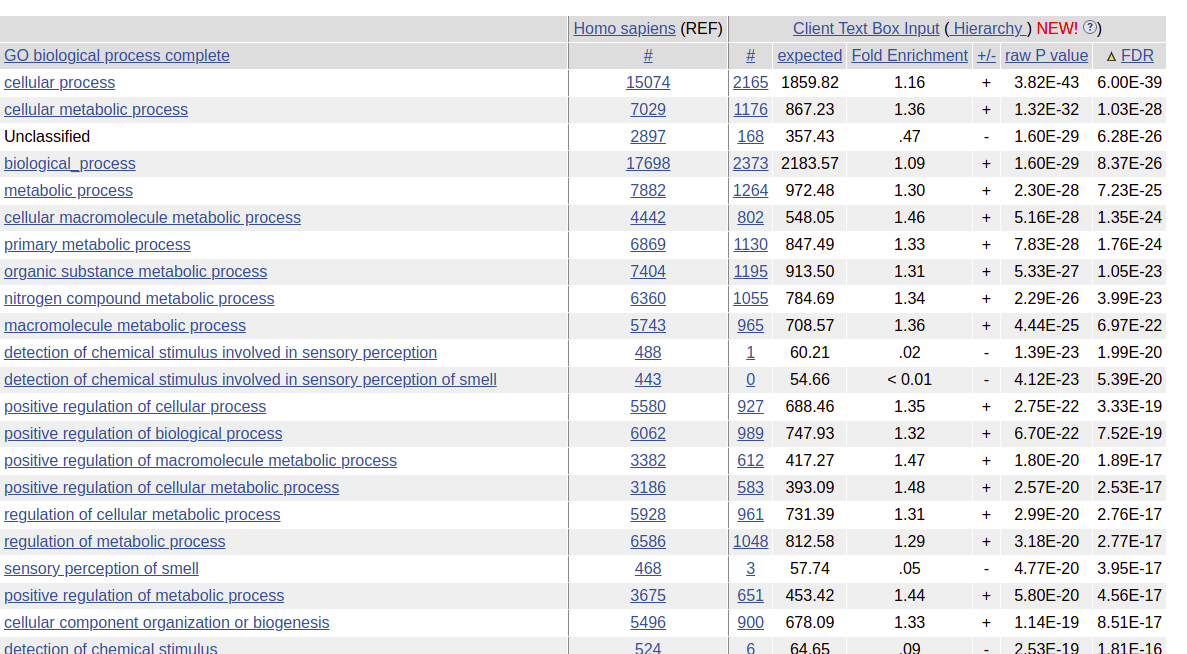 Homo sapiens (REF) Client Text Box Input ( Hierarchy ) NEW! ?)
GO biological process complete # # expected Fold Enrichment +/- raw P value △ FDR
cellular process 15074 2165 1859.82 1.16 + 3.82E-43 6.00E-39
cellular metabolic process 7029 1176 867.23 1.36 + 1.32E-32 1.03E-28
Unclassified 2897 168 357.43 .47 - 1.60E-29 6.28E-26
biological_process 17698 2373 2183.57 1.09 + 1.60E-29 8.37E-26
metabolic process 7882 1264 972.48 1.30 + 2.30E-28 7.23E-25
cellular macromolecule metabolic process 4442 802 548.05 1.46 + 5.16E-28 1.35E-24
primary metabolic process 6869 1130 847.49 1.33 + 7.83E-28 1.76E-24
organic substance metabolic process 7404 1195 913.50 1.31 + 5.33E-27 1.05E-23
nitrogen compound metabolic process 6360 1055 784.69 1.34 + 2.29E-26 3.99E-23
macromolecule metabolic process 5743 965 708.57 1.36 + 4.44E-25 6.97E-22
detection of chemical stimulus involved in sensory perception 488 1 60.21 .02 - 1.39E-23 1.99E-20
detection of chemical stimulus involved in sensory perception of smell 443 0 54.66 < 0.01 - 4.12E-23 5.39E-20
positive regulation of cellular process 5580 927 688.46 1.35 + 2.75E-22 3.33E-19
positive regulation of biological process 6062 989 747.93 1.32 + 6.70E-22 7.52E-19
positive regulation of macromolecule metabolic process 3382 612 417.27 1.47 + 1.80E-20 1.89E-17
positive regulation of cellular metabolic process 3186 583 393.09 1.48 + 2.57E-20 2.53E-17
regulation of cellular metabolic process 5928 961 731.39 1.31 + 2.99E-20 2.76E-17
regulation of metabolic process 6586 1048 812.58 1.29 + 3.18E-20 2.77E-17
sensory perception of smell 468 3 57.74 .05 - 4.77E-20 3.95E-17
positive regulation of metabolic process 3675 651 453.42 1.44 + 5.80E-20 4.56E-17
cellular component organization or biogenesis 5496 900 678.09 1.33 + 1.14E-19 8.51E-17
detection of chemical stimulus 524 6 64.65 .09 - 2.53E-19 1.81E-16